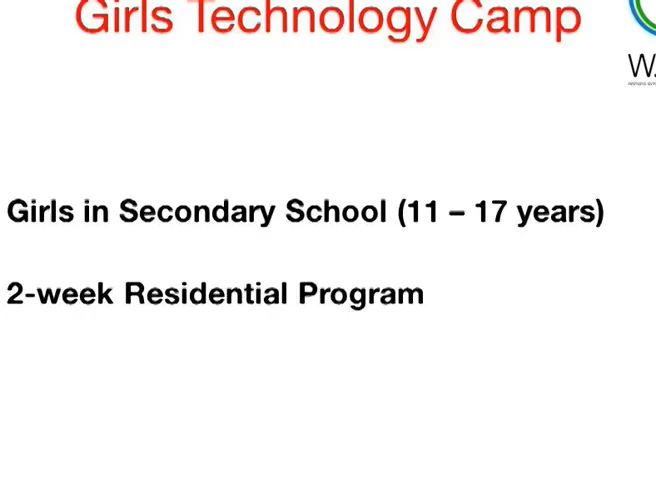 Girls Technology Camp
W.
Girls in Secondary School (11 – 17 years)
2-week Residential Program